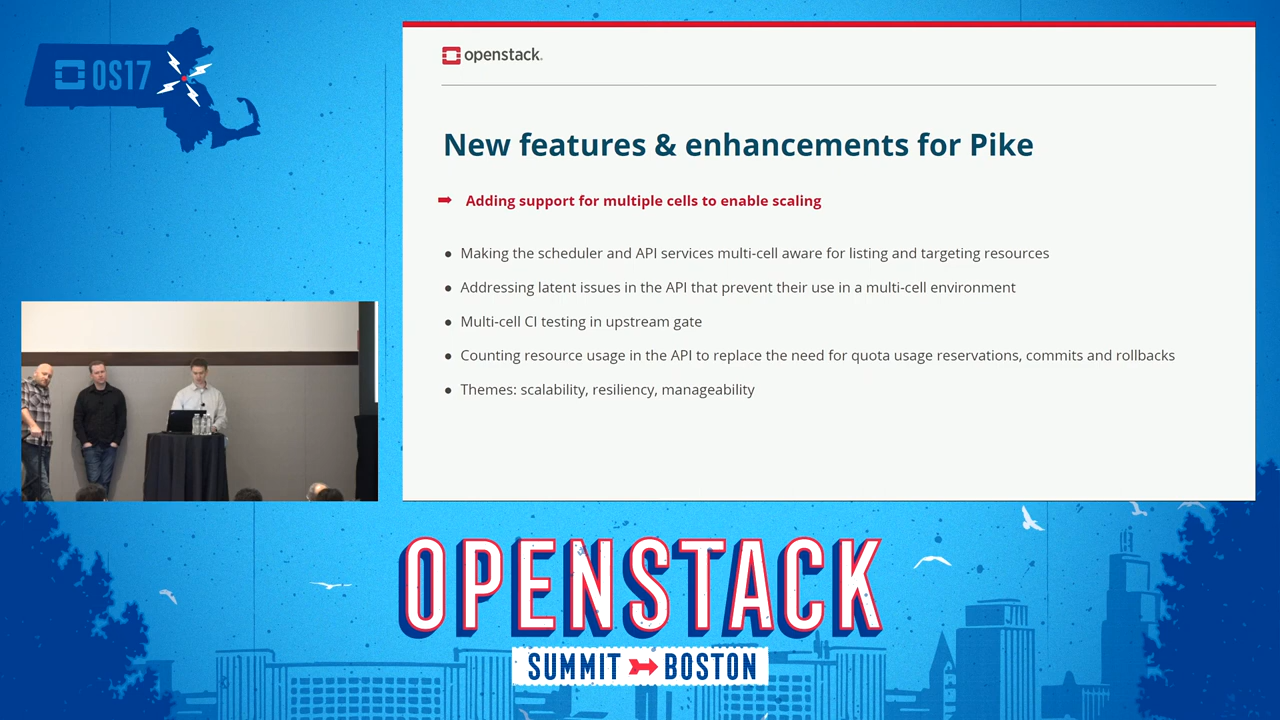 OS17
openstack.
New features & enhancements for Pike
➡ Adding support for multiple cells to enable scaling
● Making the scheduler and API services multi-cell aware for listing and targeting resources
● Addressing latent issues in the API that prevent their use in a multi-cell environment
● Multi-cell CI testing in upstream gate
● Counting resource usage in the API to replace the need for quota usage reservations, commits and rollbacks
● Themes: scalability, resiliency, manageability
OPENSTACK
SUMMIT BOSTON